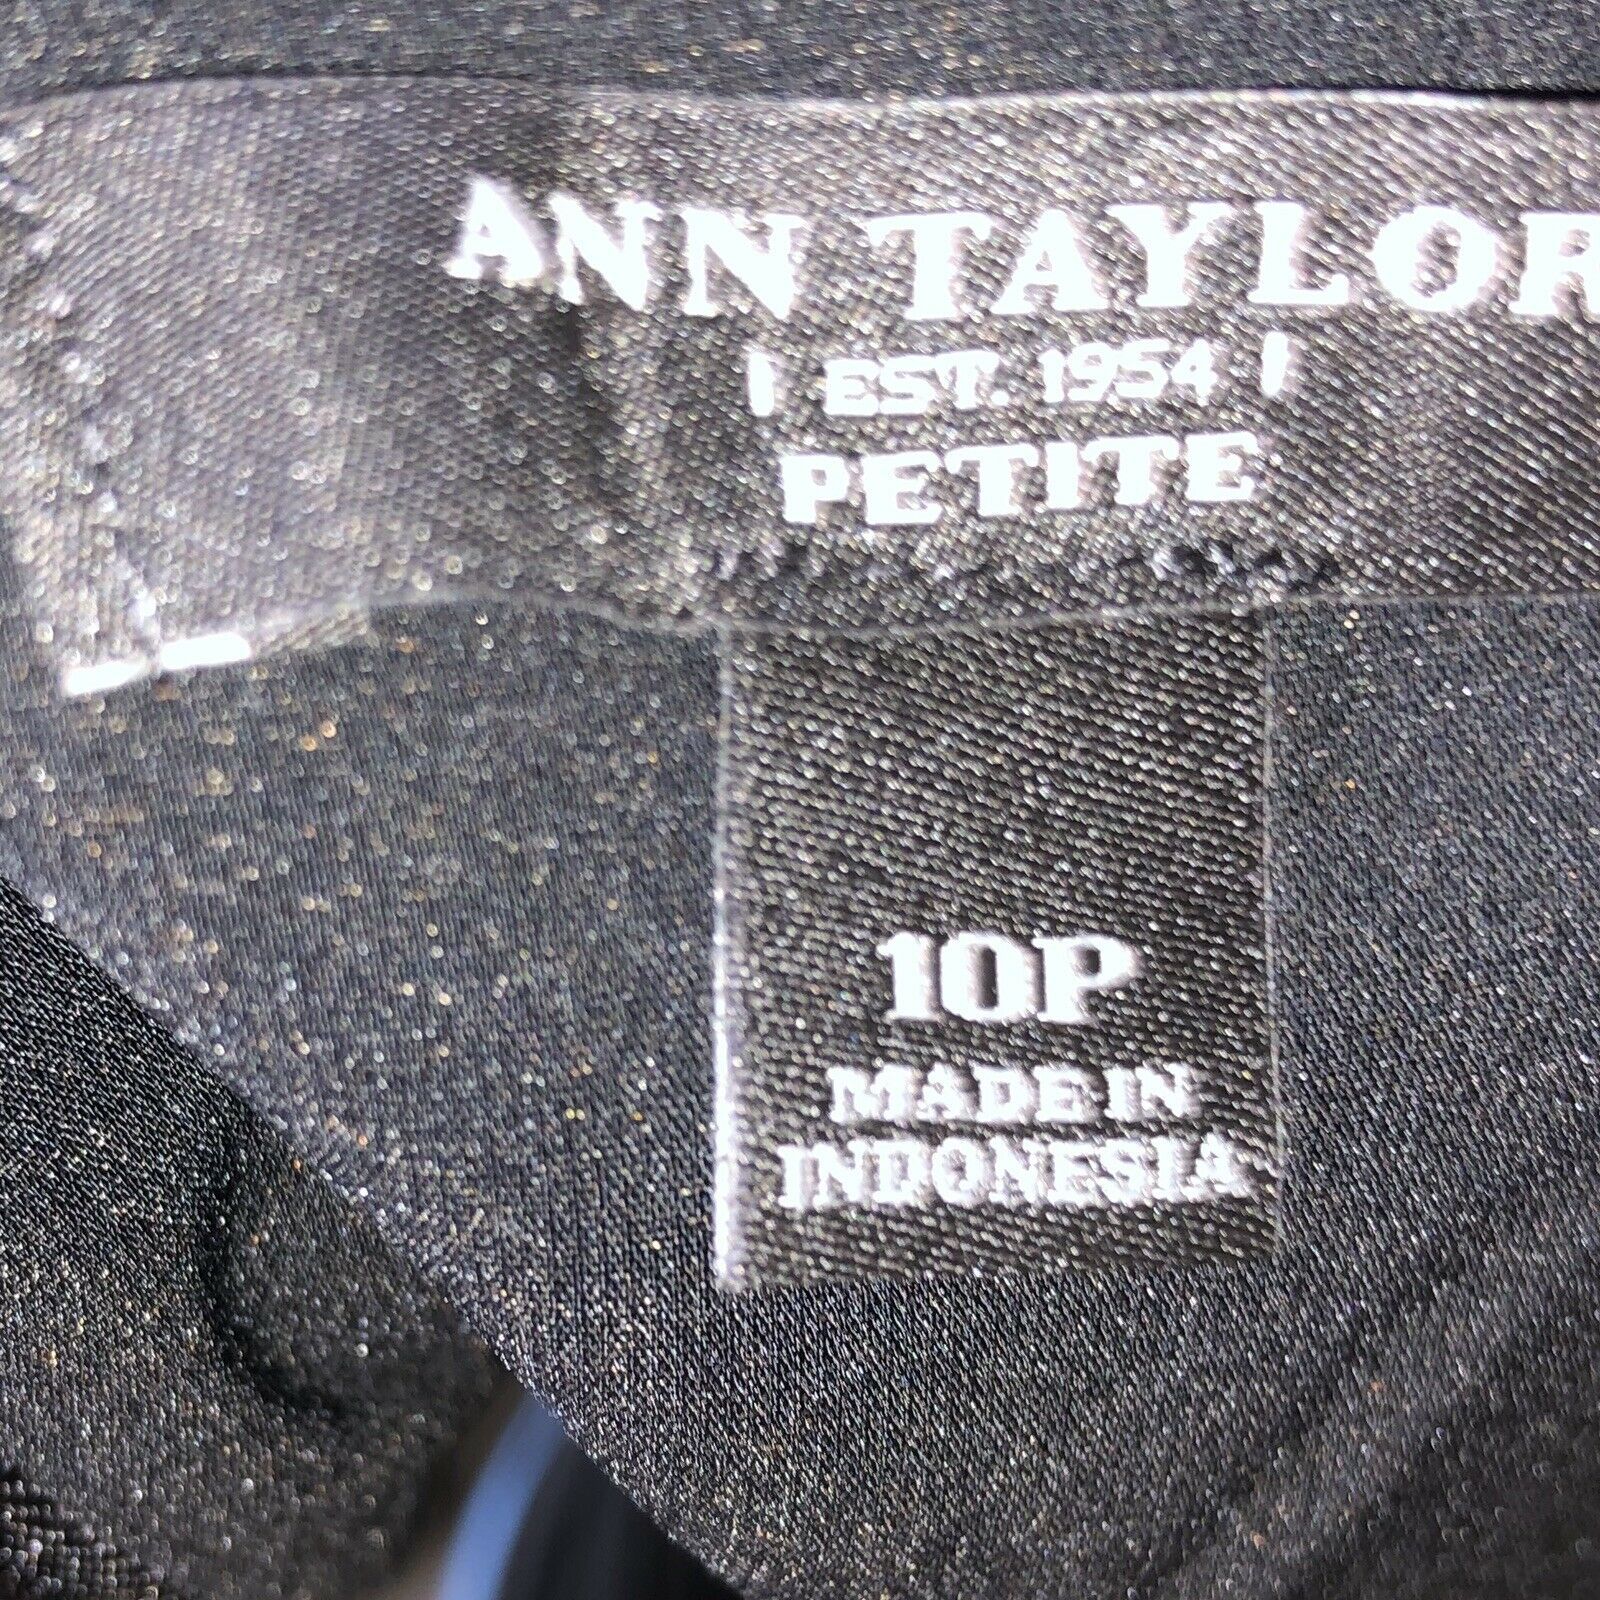 ANN TAYLOR
EST. 1954
PETITE
10P
MADE IN
INDONESIA